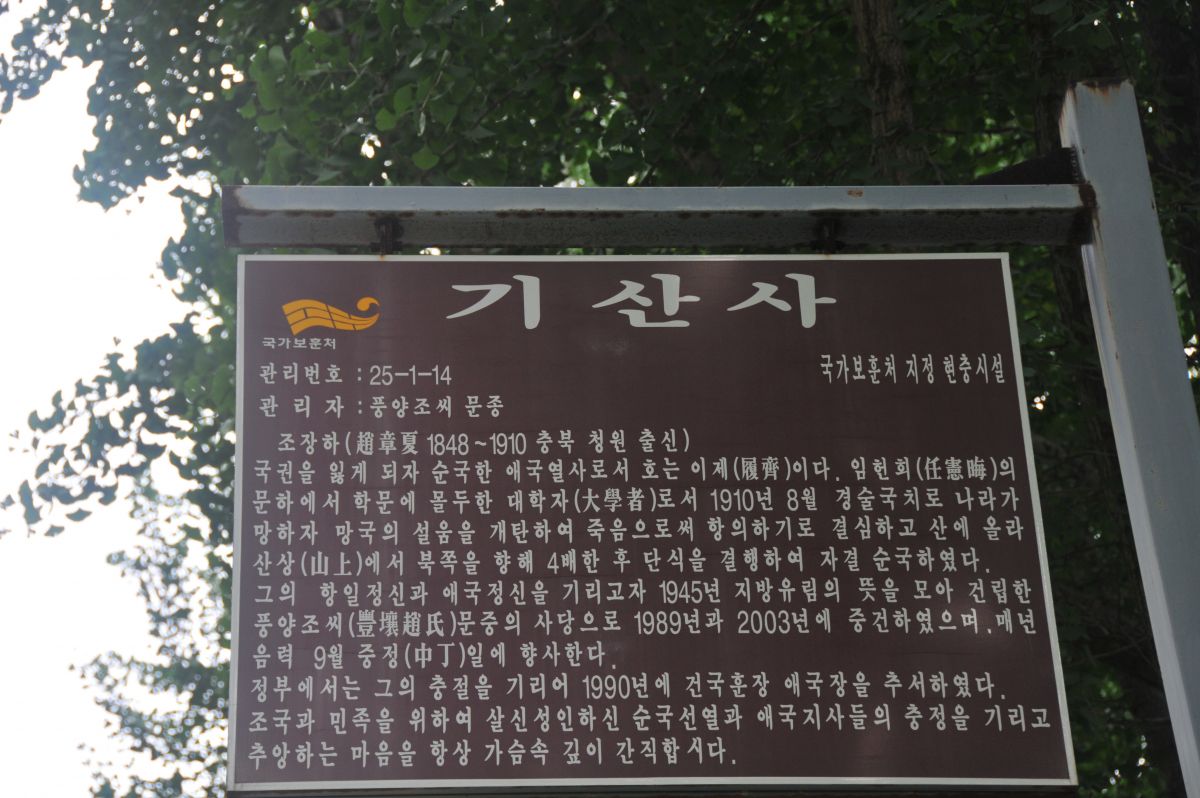 기산사
국가보훈처
관리번호 : 25-1-14
국가보훈처 지정 현충시설
관 리 자 : 풍양조씨 문종
조장하(趙章夏 1848~1910 충북 청원 출신)
국권을 잃게 되자 순국한 애국열사로서 호는 이제(履齊)이다. 임헌회(任憲晦)의
문하에서 학문에 몰두한 대학자(大學者)로서 1910년 8월 경술국치로 나라가
망하자 망국의 설움을 개탄하여 죽음으로써 항의하기로 결심하고 산에 올라
산상(山上)에서 북쪽을 향해 4배한 후 단식을 결행하여 자결 순국하였다.
그의 항일정신과 애국정신을 기리고자 1945년 지방유림의 뜻을 모아 건립한
풍양조씨(豐壤趙氏)문중의 사당으로 1989년과 2003년에 중건하였으며,매년
음력 9월 중정(中丁)일에 향사한다.
정부에서는 그의 충절을 기리어 1990년에 건국훈장 애국장을 추서하였다.
조국과 민족을 위하여 살신성인하신 순국선열과 애국지사들의 충정을 기리고
추앙하는 마음을 항상 가슴속 깊이 간직합시다.